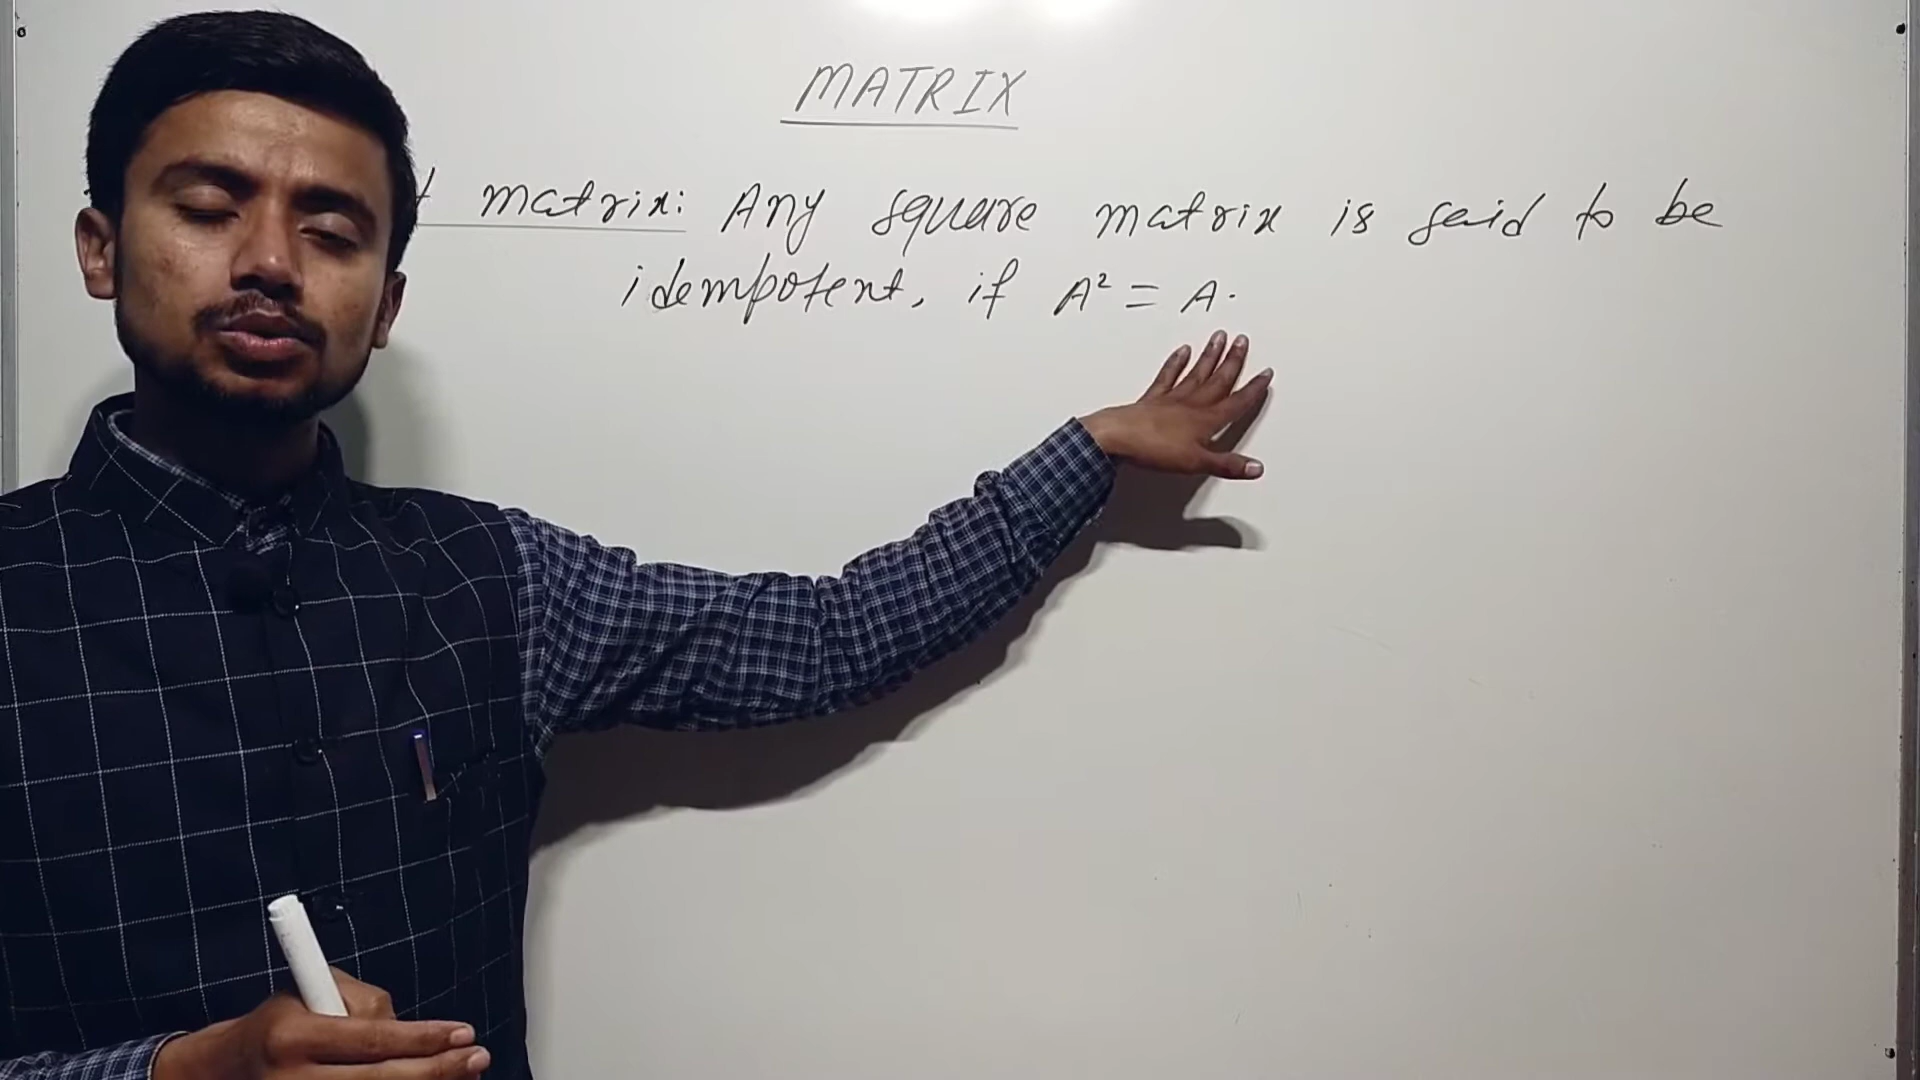 MATRIX
matrix: Any square matrix is said to be
idempotent, if A² = A.